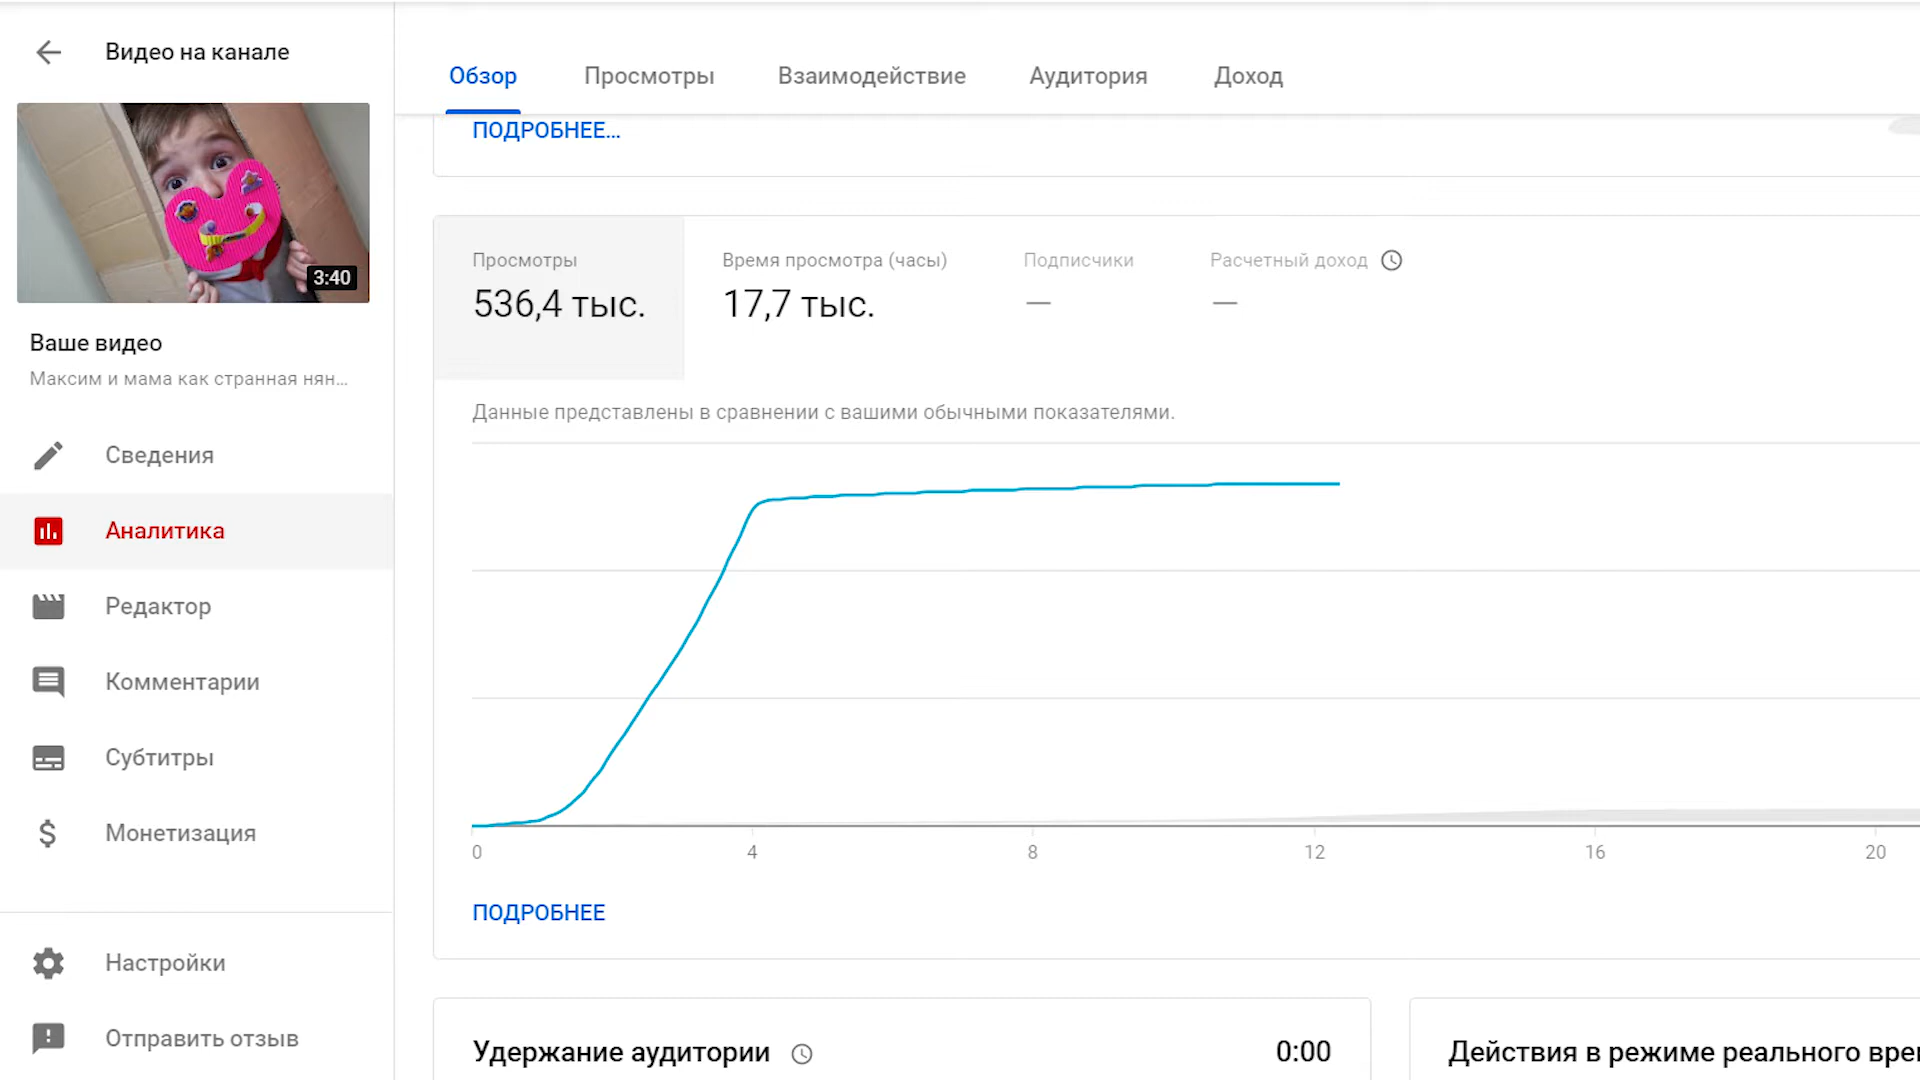 Видео на канале
3:40
Ваше видео
Максим и мама как странная нян...
Сведения
Аналитика
Редактор
Комментарии
Субтитры
Монетизация
Настройки
Отправить отзыв
Обзор Просмотры Взаимодействие Аудитория Доход
ПОДРОБНЕЕ...
Просмотры Время просмотра (часы) Подписчики Расчетный доход
536,4 тыс. 17,7 тыс. — —
Данные представлены в сравнении с вашими обычными показателями.
0 4 8 12 16 20
ПОДРОБНЕЕ
Удержание аудитории 0:00
Действия в режиме реального